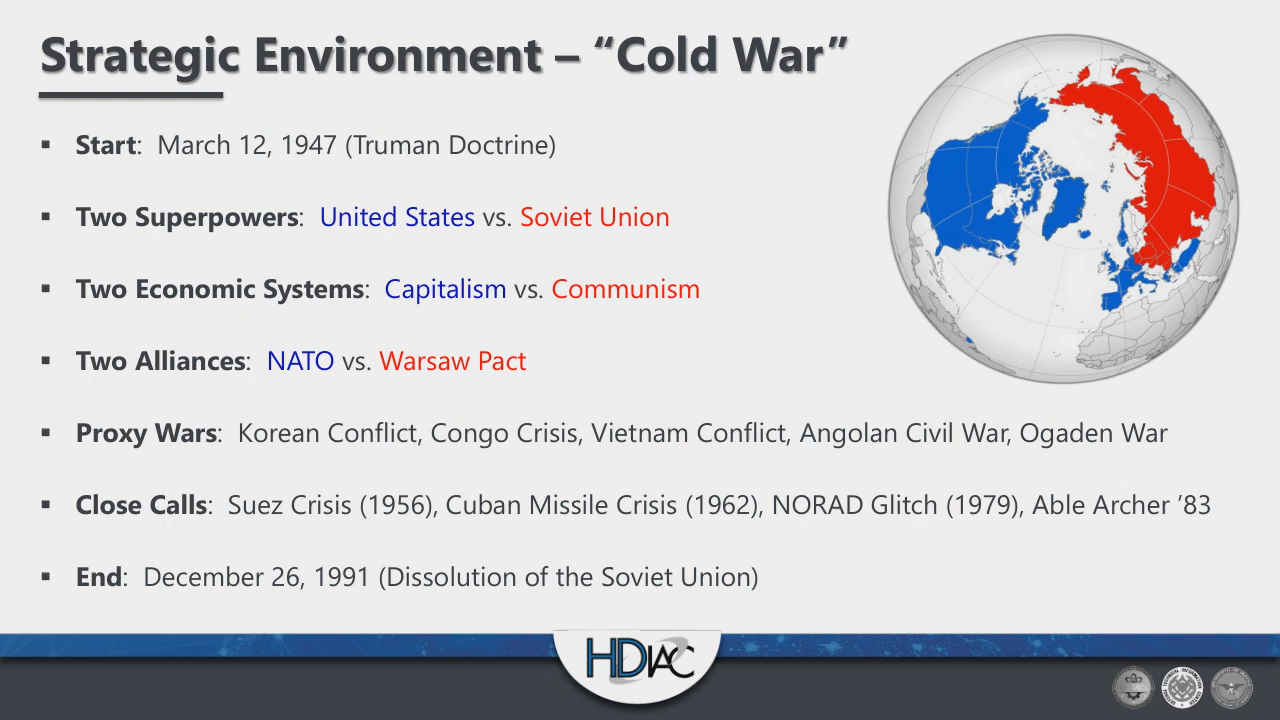 Strategic Environment – “Cold War”
▪ Start: March 12, 1947 (Truman Doctrine)
▪ Two Superpowers: United States vs. Soviet Union
▪ Two Economic Systems: Capitalism vs. Communism
▪ Two Alliances: NATO vs. Warsaw Pact
▪ Proxy Wars: Korean Conflict, Congo Crisis, Vietnam Conflict, Angolan Civil War, Ogaden War
▪ Close Calls: Suez Crisis (1956), Cuban Missile Crisis (1962), NORAD Glitch (1979), Able Archer ’83
▪ End: December 26, 1991 (Dissolution of the Soviet Union)
HDIAC